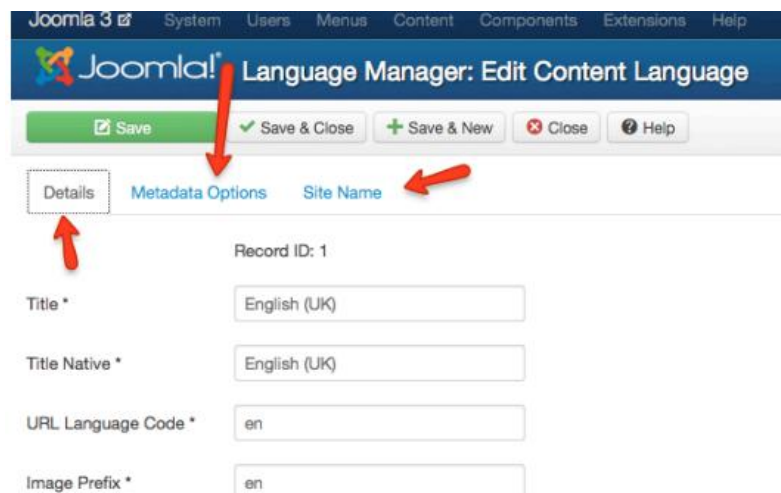 Joomla 3 System Users Menus Content Components Extensions Help
Joomla! Language Manager: Edit Content Language
Save Save & Close Save & New Close Help
Details Metadata Options Site Name
Record ID: 1
Title * English (UK)
Title Native * English (UK)
URL Language Code * en
Image Prefix * en